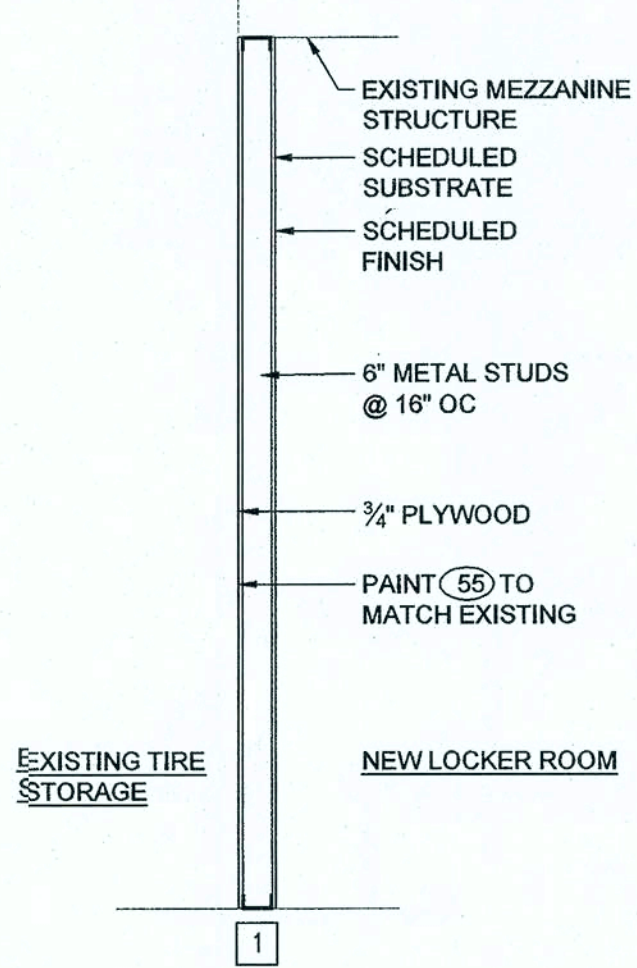 EXISTING MEZZANINE
STRUCTURE
SCHEDULED
SUBSTRATE
SCHEDULED
FINISH
6" METAL STUDS
@ 16" OC
¾" PLYWOOD
PAINT 55 TO
MATCH EXISTING
EXISTING TIRE
STORAGE
NEW LOCKER ROOM
1